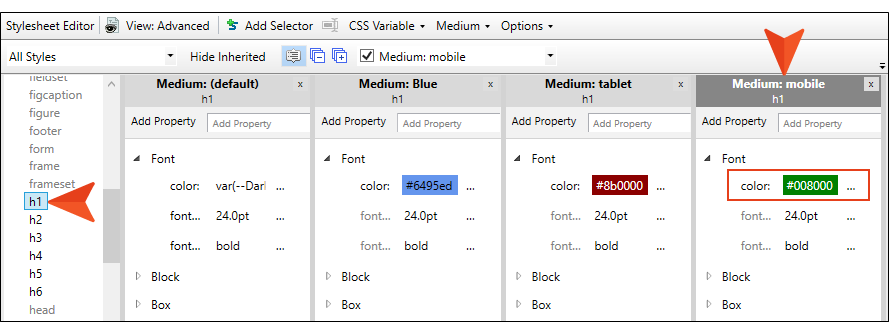 Stylesheet Editor View: Advanced Add Selector CSS Variable Medium Options
All Styles Hide Inherited Medium: mobile
fieldset
figcaption
figure
footer
form
frame
frameset
h1
h2
h3
h4
h5
h6
head
Medium: (default) x
h1
Add Property Add Property
Font
color: var(--Darl ...
font... 24.0pt ...
font... bold ...
Block
Box
Medium: Blue x
h1
Add Property Add Property
Font
color: #6495ed ...
font... 24.0pt ...
font... bold ...
Block
Box
Medium: tablet x
h1
Add Property Add Property
Font
color: #8b0000 ...
font... 24.0pt ...
font... bold ...
Block
Box
Medium: mobile x
h1
Add Property Add Property
Font
color: #008000 ...
font... 24.0pt ...
font... bold ...
Block
Box